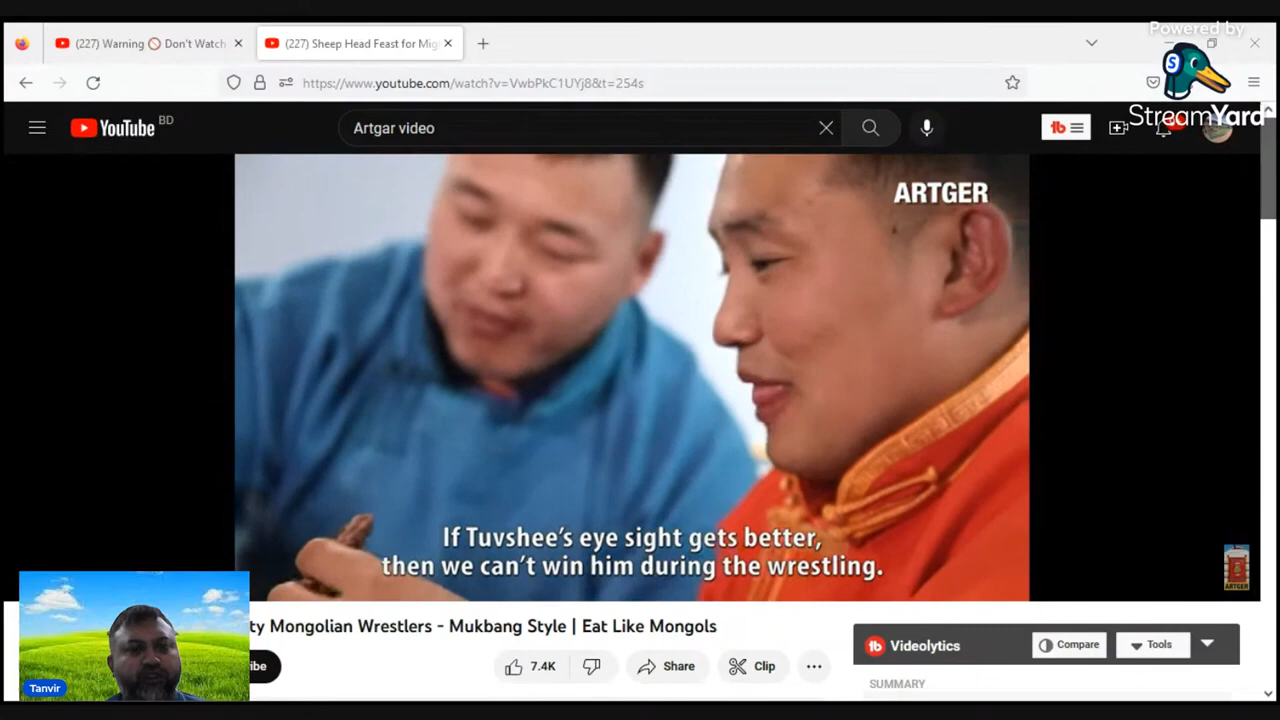 Powered by
StreamYard
(227) Warning 🚫 Don't Watch
(227) Sheep Head Feast for Mig
https://www.youtube.com/watch?v=VwbPkC1UYj8&t=254s
YouTube BD
Artgar video
ARTGER
If Tuvshee's eye sight gets better,
then we can't win him during the wrestling.
ARTGER
ty Mongolian Wrestlers - Mukbang Style | Eat Like Mongols
ibe
7.4K
Share
Clip
Videolytics
Compare
Tools
SUMMARY
Tanvir